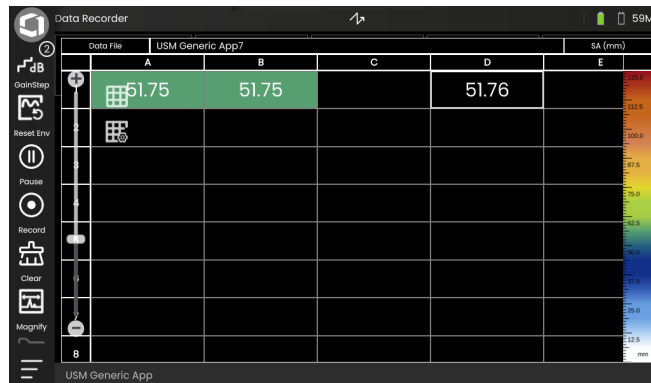 Data Recorder
59M
2
Data File USM Generic App7 SA (mm)
A B C D E
dB
GainStep
51.75 51.75 51.76
125.0
112.5
Reset Env
2
100.0
3
87.5
Pause
4
75.0
Record
62.5
50.0
Clear
6
37.5
Magnify
7
25.0
12.5
8
mm
USM Generic App